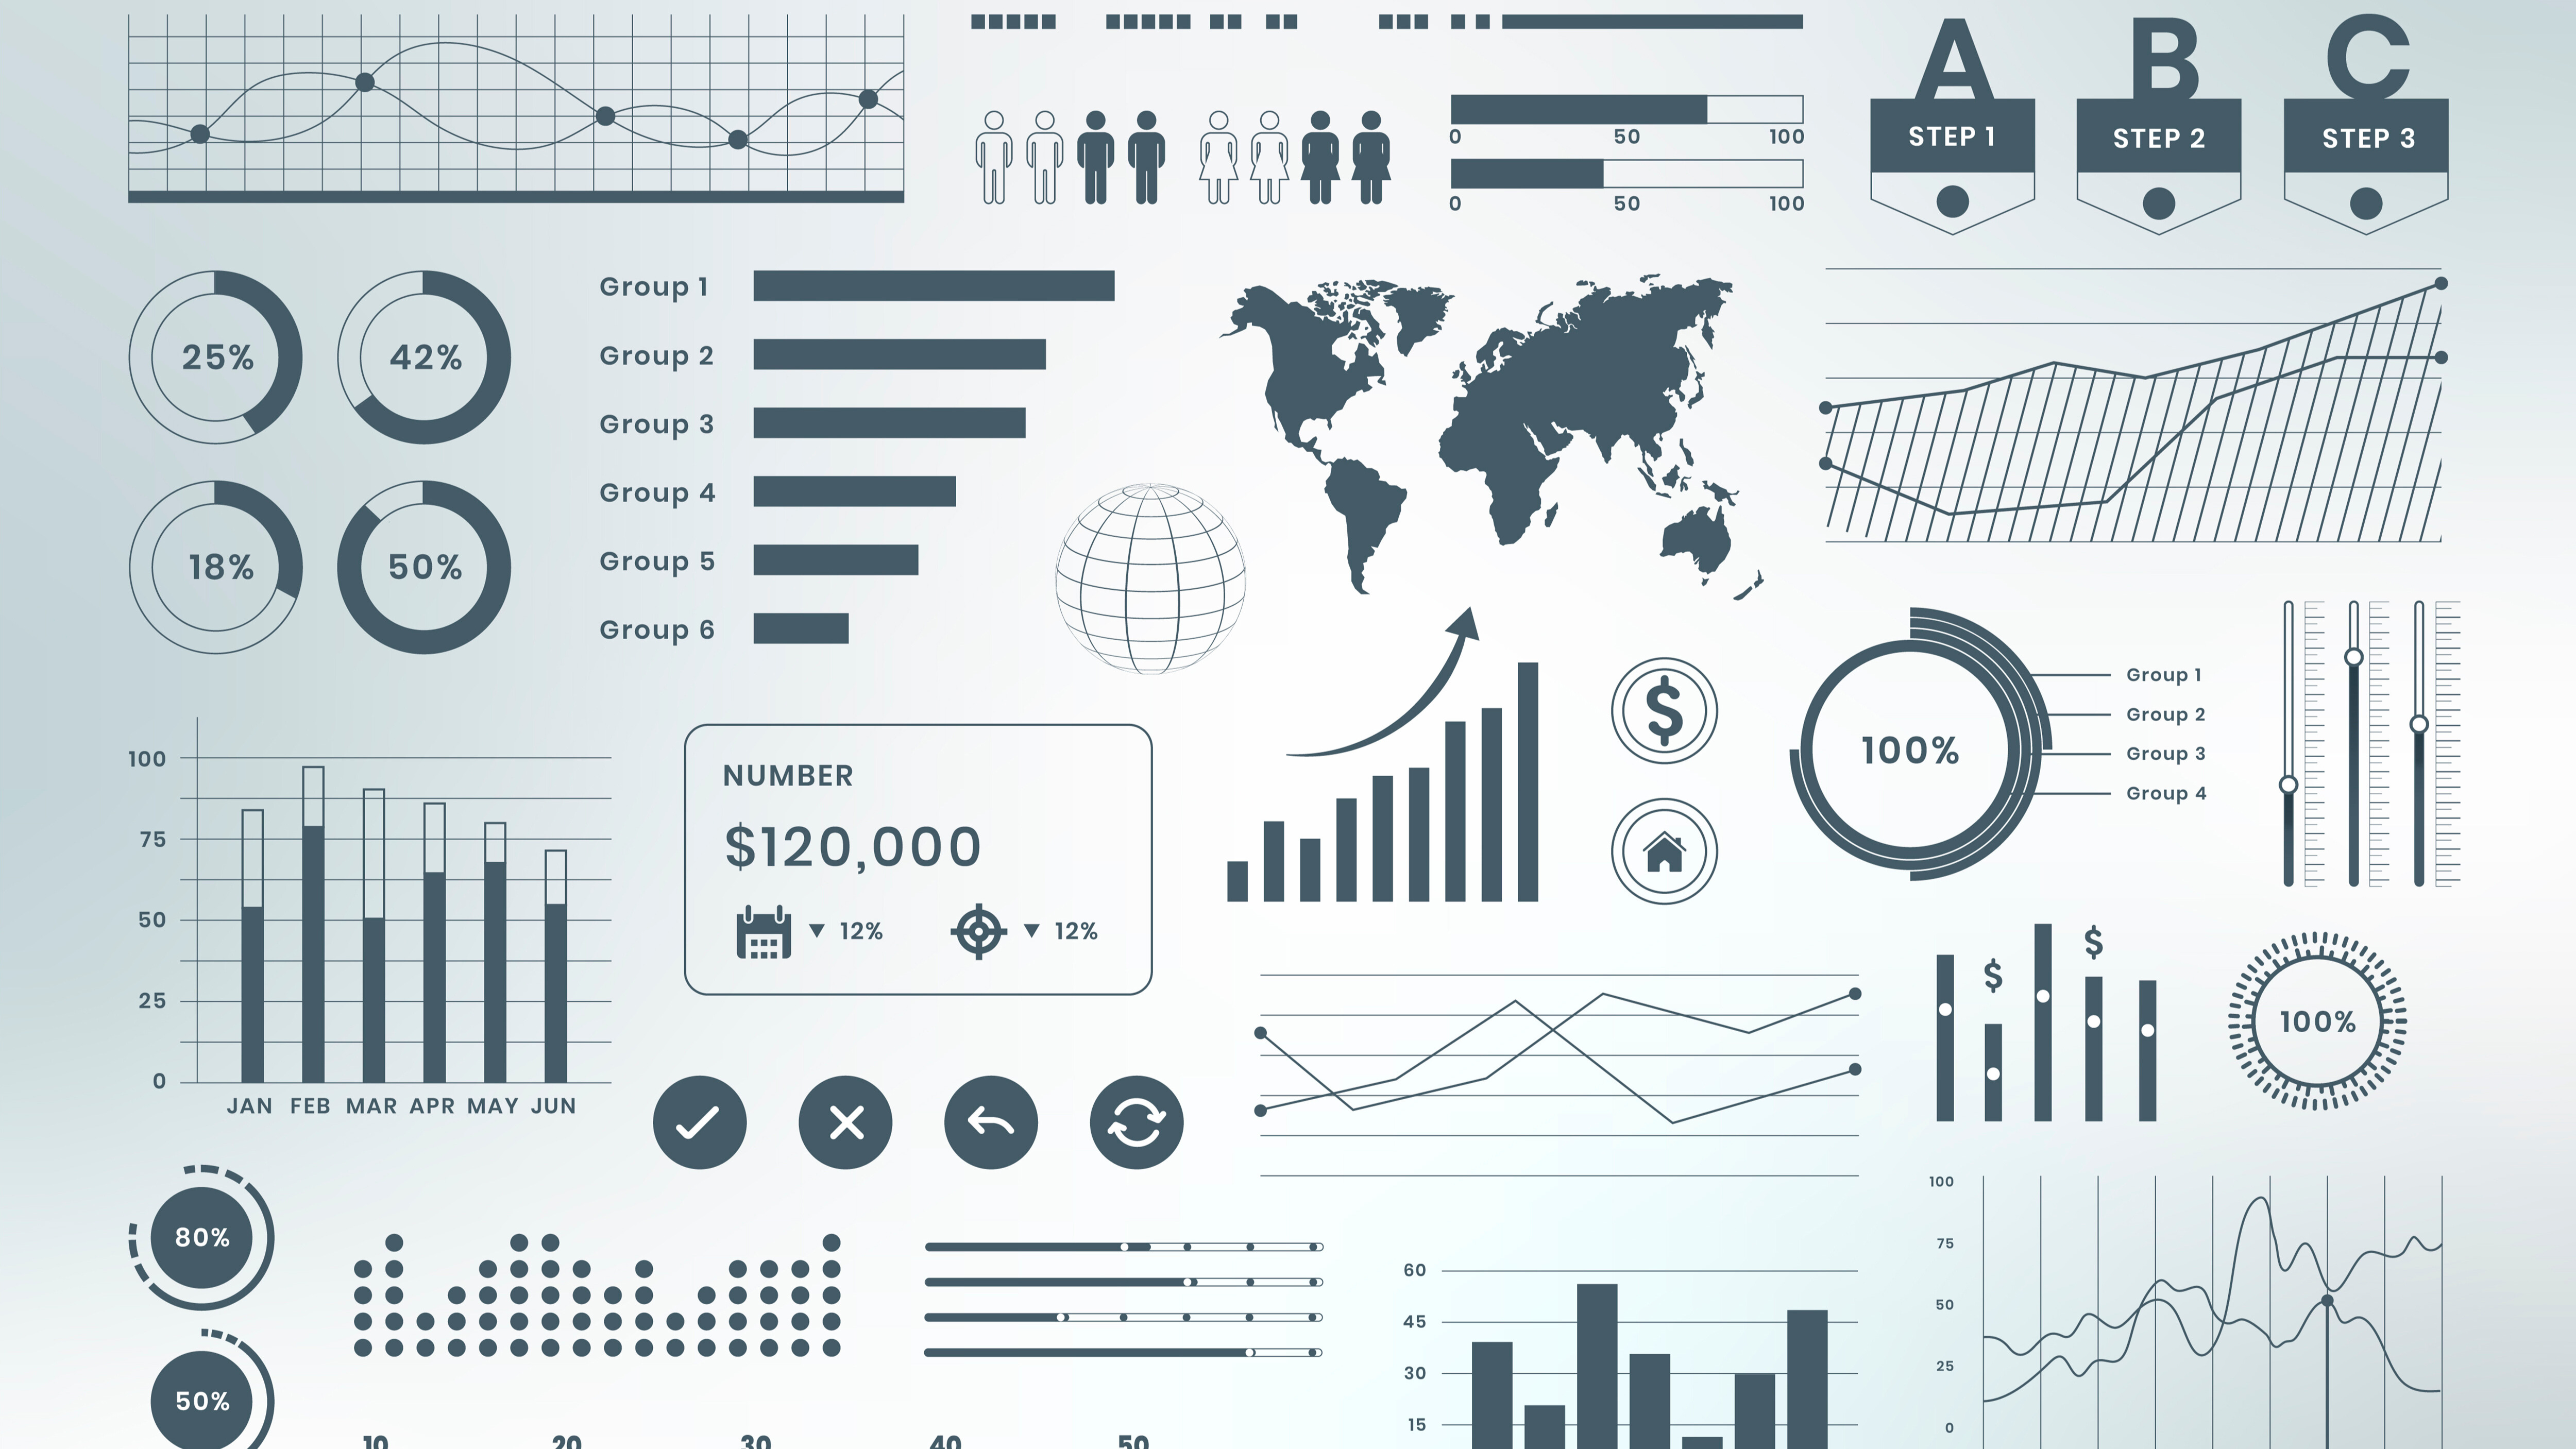 A B C
STEP 1 STEP 2 STEP 3
0 50 100
0 50 100
25% 42%
18% 50%
Group 1
Group 2
Group 3
Group 4
Group 5
Group 6
100%
Group 1
Group 2
Group 3
Group 4
100
75
50
25
0
JAN FEB MAR APR MAY JUN
NUMBER
$120,000
12% 12%
$
$ $
100%
80%
50%
10 20 30 40 50
60
45
30
15
100
75
50
25
0